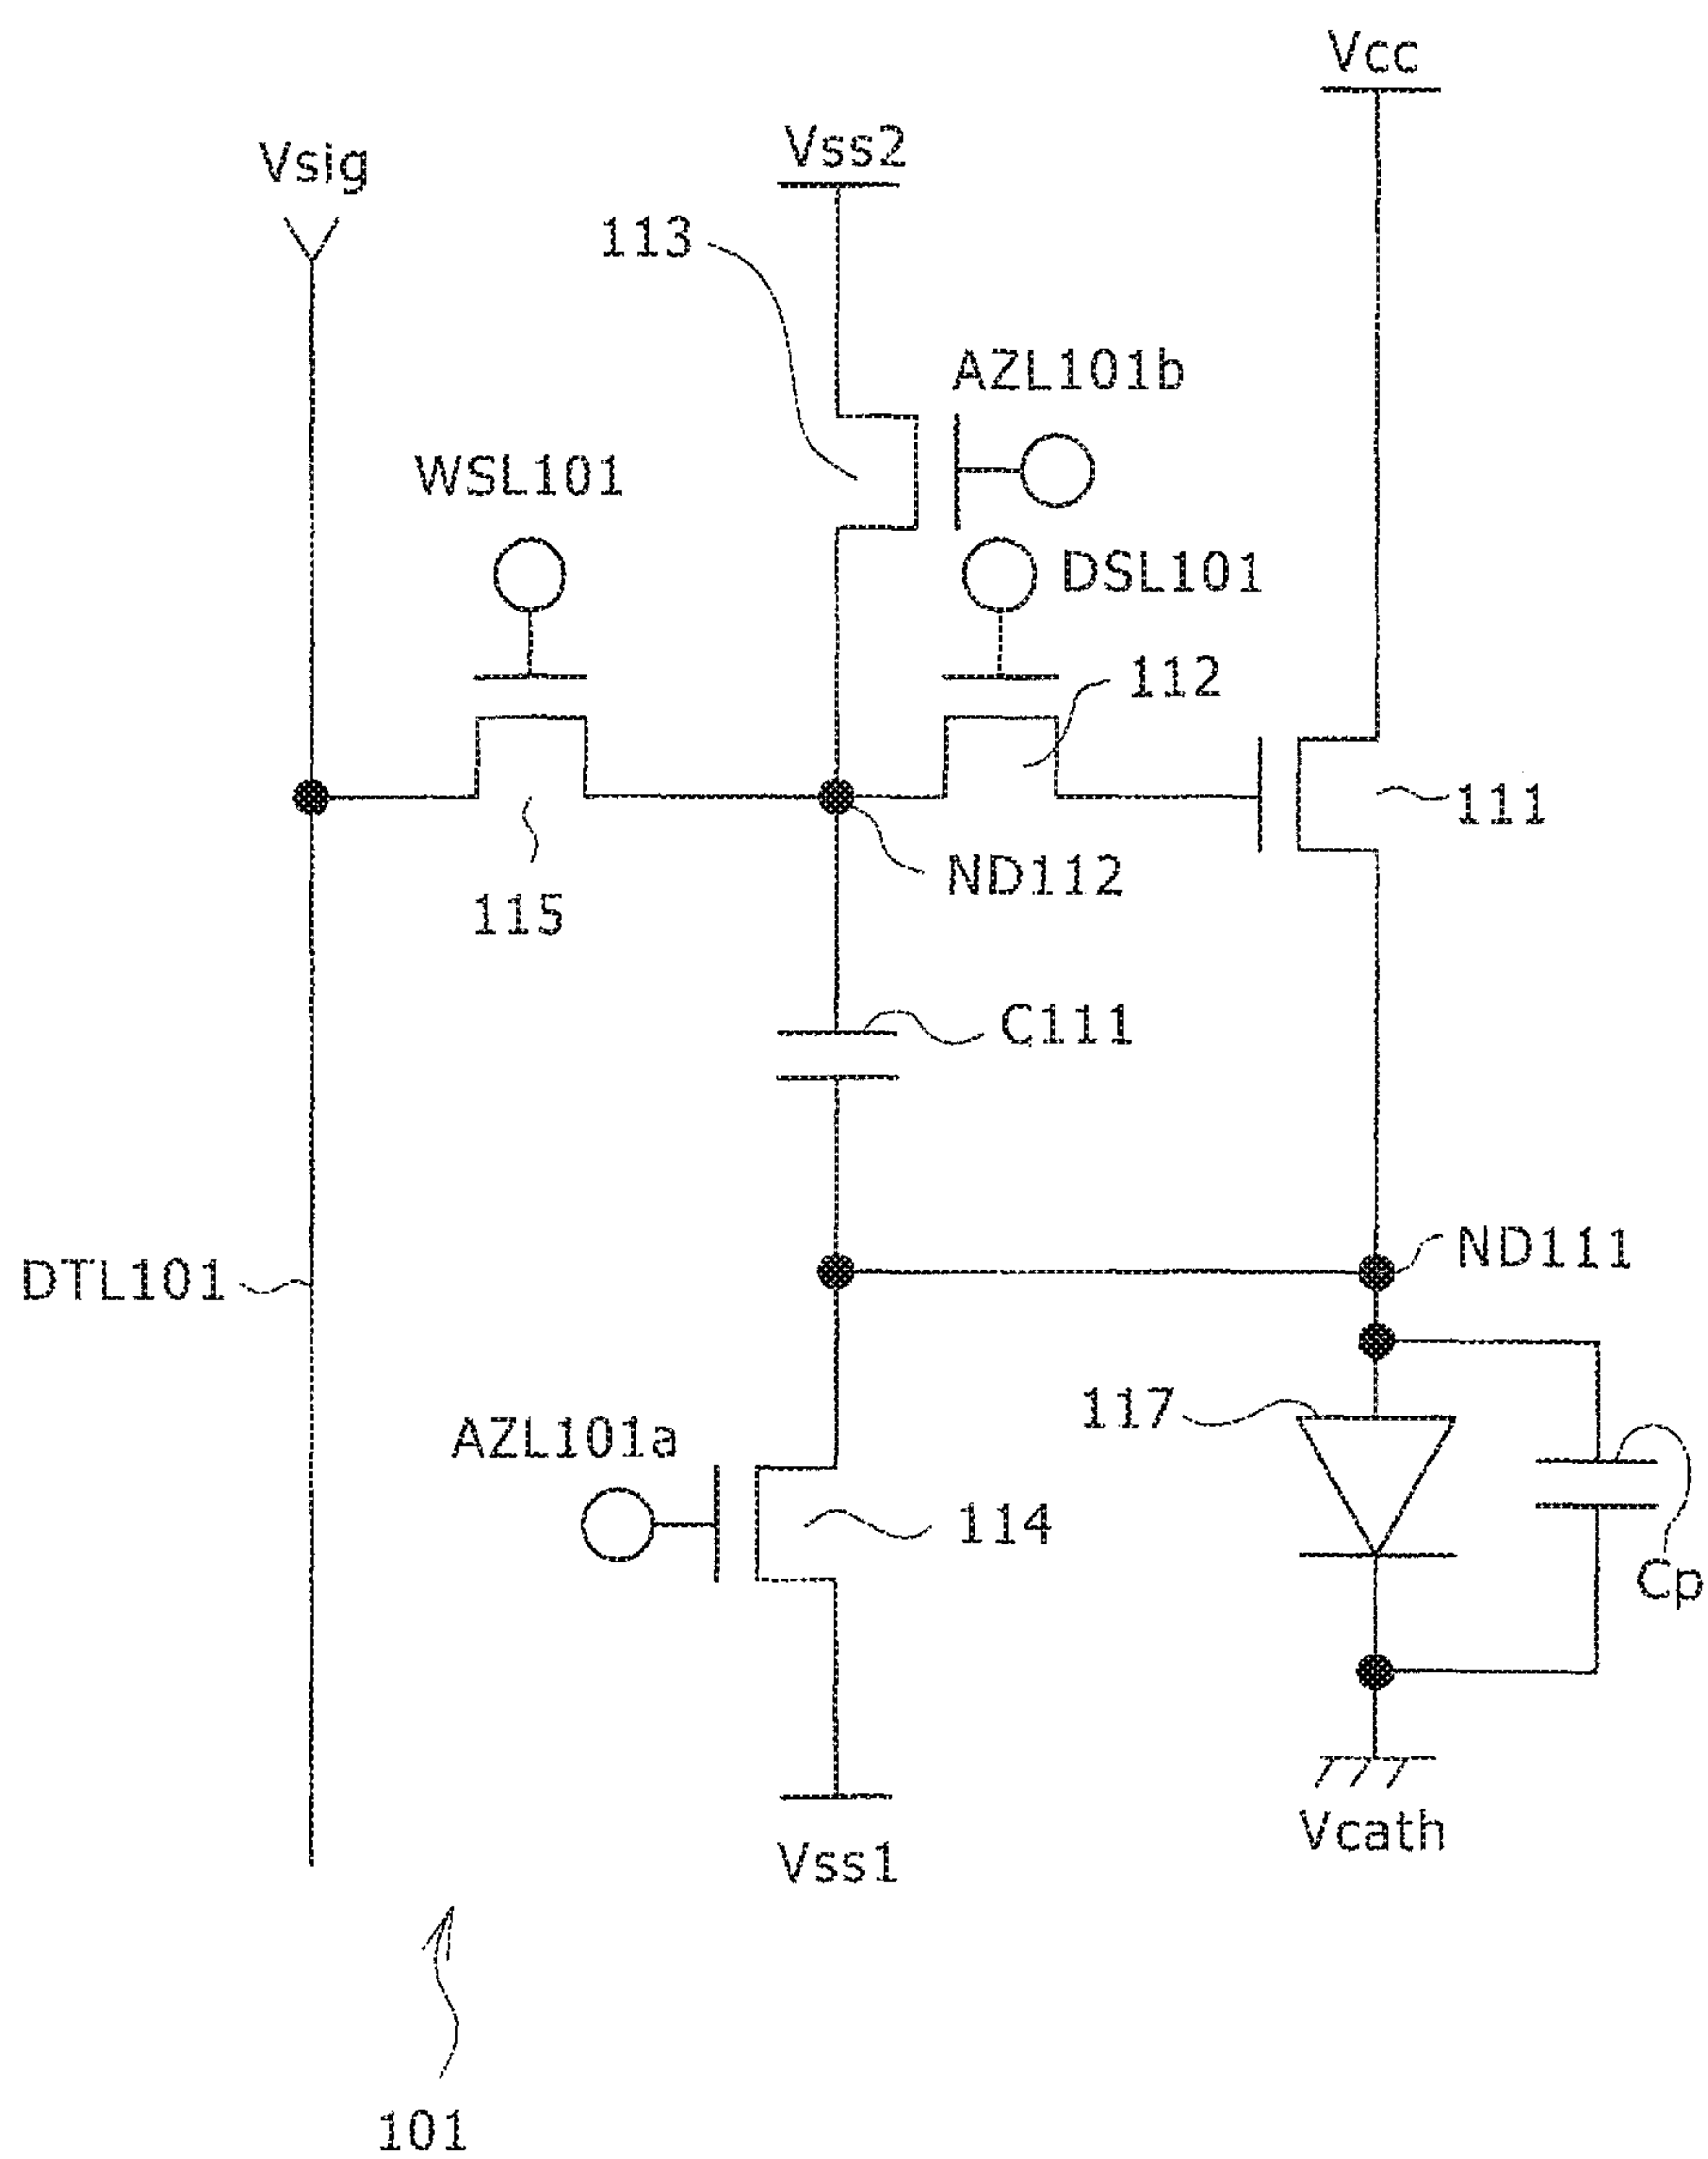 Vcc
Vss2
Vsig
113
AZL101b
WSL101
DSL101
112
111
ND112
115
C111
ND111
DTL101
117
AZL101a
114
Cp
Vcath
Vss1
101